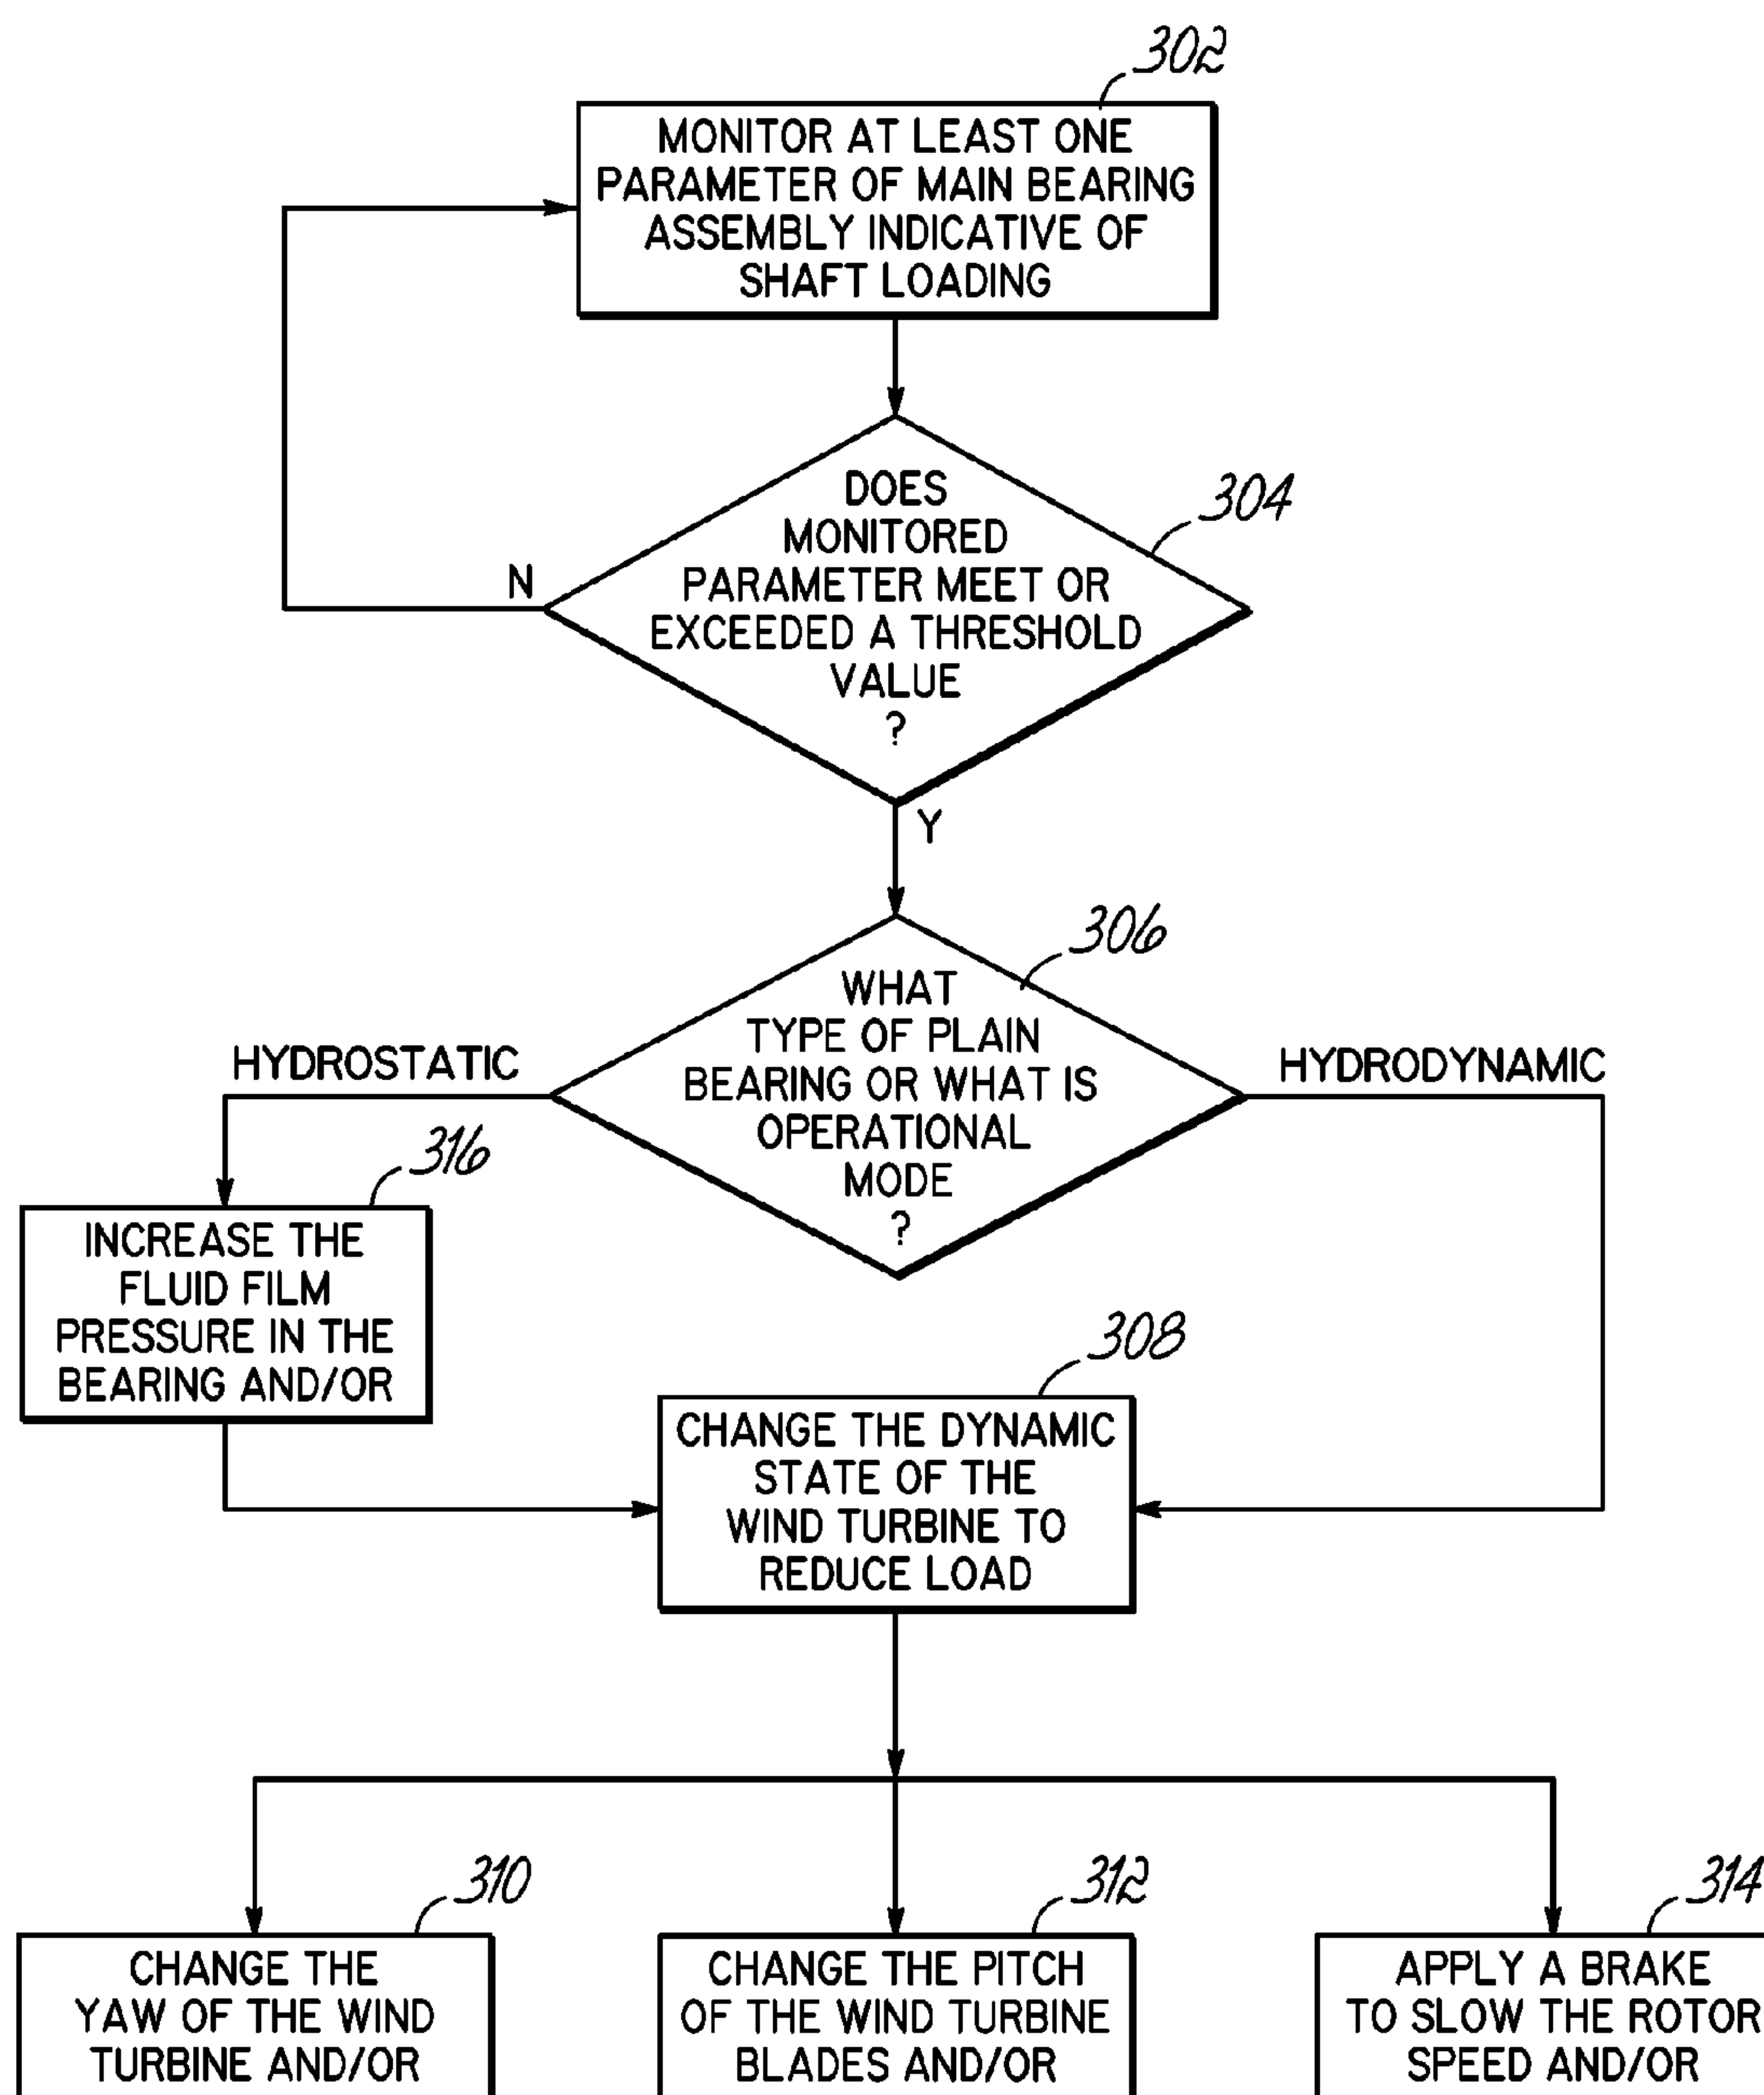 302
MONITOR AT LEAST ONE
PARAMETER OF MAIN BEARING
ASSEMBLY INDICATIVE OF
SHAFT LOADING
304
DOES
MONITORED
PARAMETER MEET OR
EXCEEDED A THRESHOLD
VALUE
?
N
Y
306
WHAT
TYPE OF PLAIN
BEARING OR WHAT IS
OPERATIONAL
MODE
?
HYDROSTATIC
HYDRODYNAMIC
316
INCREASE THE
FLUID FILM
PRESSURE IN THE
BEARING AND/OR
308
CHANGE THE DYNAMIC
STATE OF THE
WIND TURBINE TO
REDUCE LOAD
310
CHANGE THE
YAW OF THE WIND
TURBINE AND/OR
312
CHANGE THE PITCH
OF THE WIND TURBINE
BLADES AND/OR
314
APPLY A BRAKE
TO SLOW THE ROTOR
SPEED AND/OR